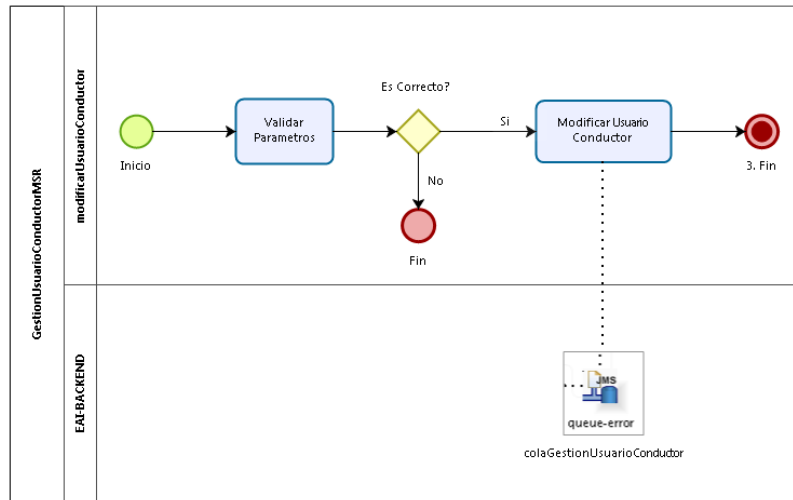 GestionUsuarioConductorMSR
modificarUsuarioConductor
Inicio
Validar
Parametros
Es Correcto?
Si
No
Fin
Modificar Usuario
Conductor
3. Fin
EAI-BACKEND
JMS
queue-error
colaGestionUsuarioConductor